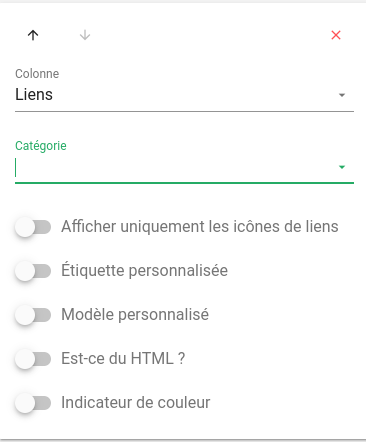 Colonne
Liens
Catégorie
Afficher uniquement les icônes de liens
Étiquette personnalisée
Modèle personnalisé
Est-ce du HTML ?
Indicateur de couleur